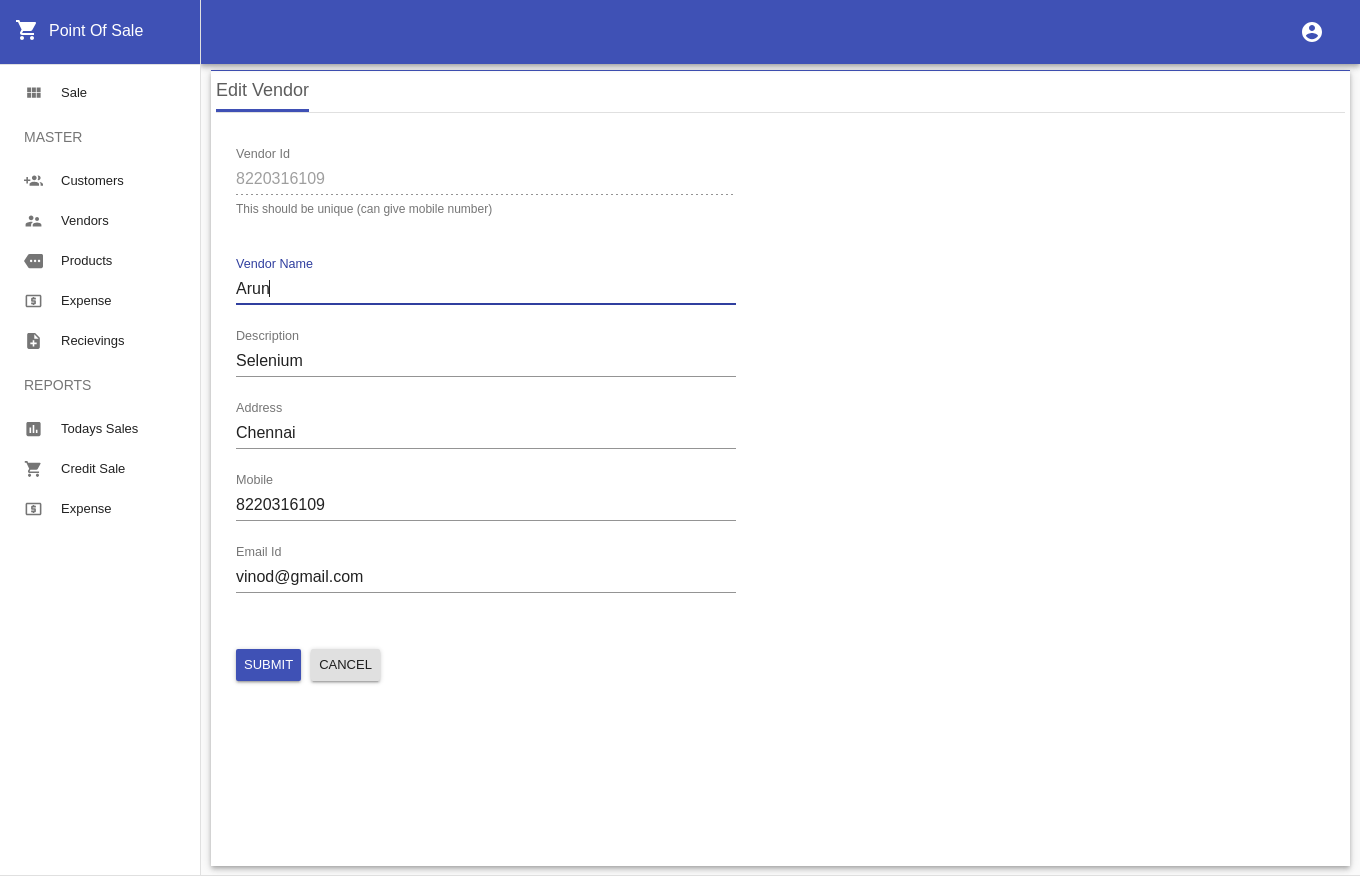 Point Of Sale
Sale
MASTER
Customers
Vendors
Products
Expense
Recievings
REPORTS
Todays Sales
Credit Sale
Expense
Edit Vendor
Vendor Id
8220316109
This should be unique (can give mobile number)
Vendor Name
Arun
Description
Selenium
Address
Chennai
Mobile
8220316109
Email Id
vinod@gmail.com
SUBMIT CANCEL